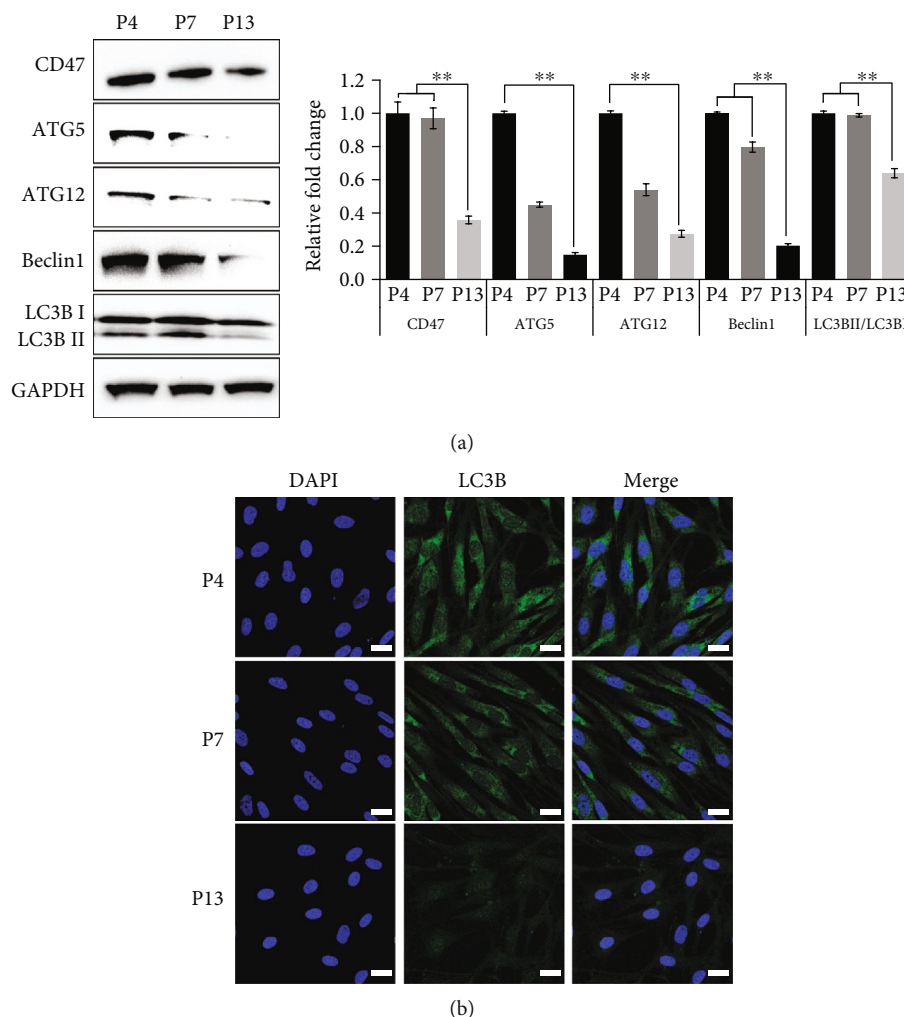 P4 P7 P13
CD47
ATG5
ATG12
Beclin1
LC3B I
LC3B II
GAPDH
Relative fold change
1.2
1.0
0.8
0.6
0.4
0.2
0.0
** ** ** ** **
P4 P7 P13 P4 P7 P13 P4 P7 P13 P4 P7 P13 P4 P7 P13
CD47 ATG5 ATG12 Beclin1 LC3BII/LC3BI
(a)
DAPI LC3B Merge
P4
P7
P13
(b)